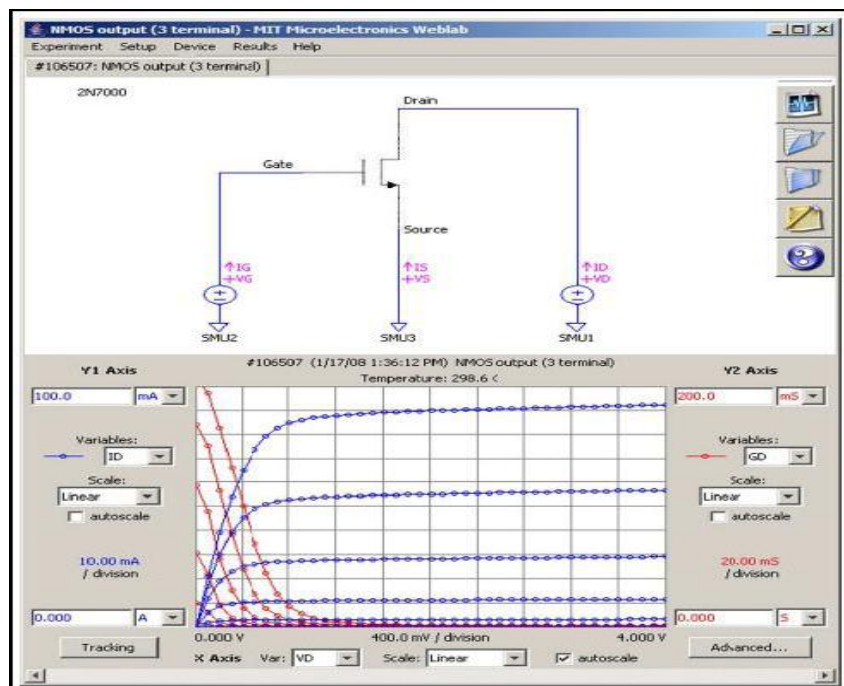 NMOS output (3 terminal) - MIT Microelectronics Weblab
Experiment Setup Device Results Help
#106507: NMOS output (3 terminal)
2N7000
Drain
Gate
Source
↑IG
+VG
↑IS
+VS
↑ID
+VD
SMU2
SMU3
SMU1
#106507 (1/17/08 1:36:12 PM) NMOS output (3 terminal)
Temperature: 298.6 K
Y1 Axis
100.0 mA
Variables:
ID
Scale:
Linear
autoscale
10.00 mA
/ division
0.000 A
Tracking
Y2 Axis
200.0 mS
Variables:
GD
Scale:
Linear
autoscale
20.00 mS
/ division
0.000 S
Advanced...
0.000 V 400.0 mV / division 4.000 V
X Axis Var: VD Scale: Linear autoscale